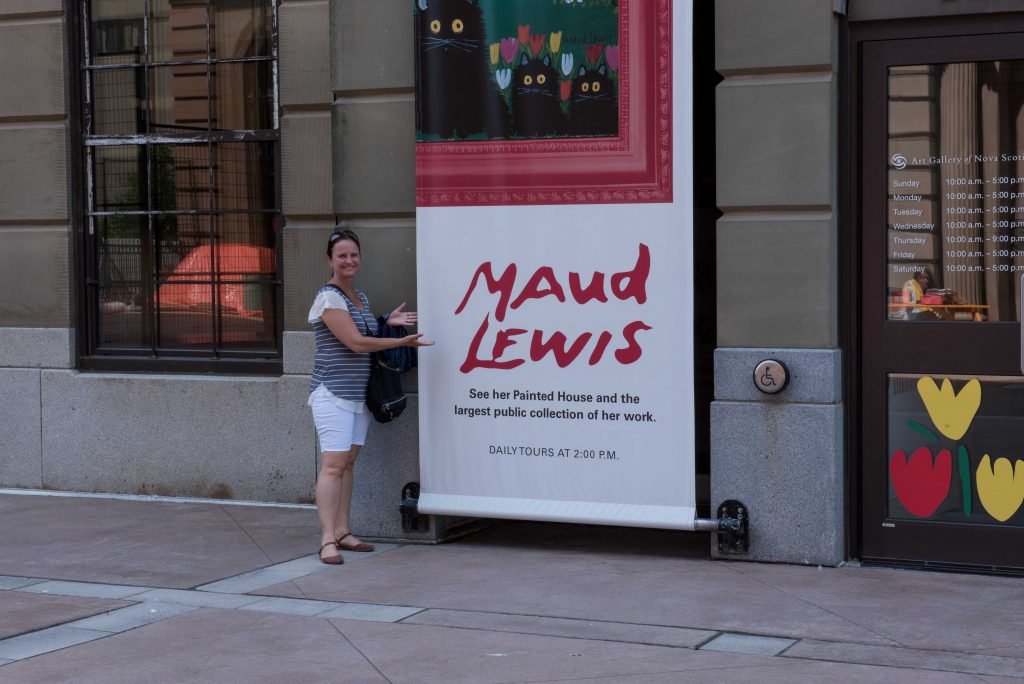 maud Lewis
MAUD
LEWIS
See her Painted House and the
largest public collection of her work.
DAILY TOURS AT 2:00 P.M.
Art Gallery of Nova Scoti
Sunday 10:00 a.m. – 5:00 p.m
Monday 10:00 a.m. – 5:00 p.m
Tuesday 10:00 a.m. – 5:00 p.m
Wednesday 10:00 a.m. – 5:00 p.m
Thursday 10:00 a.m. – 9:00 p.m
Friday 10:00 a.m. – 5:00 p.m
Saturday 10:00 a.m. – 5:00 p.m